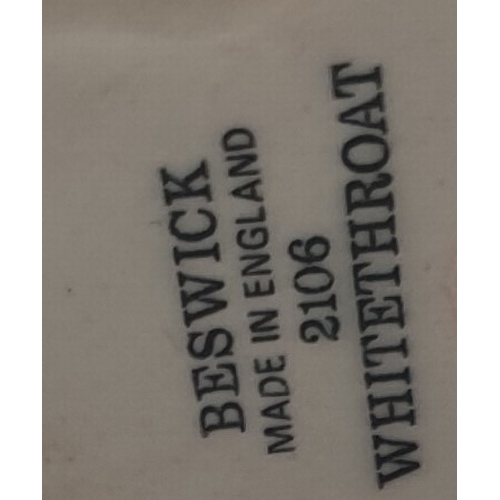 BESWICK
MADE IN ENGLAND
2106
WHITETHROAT